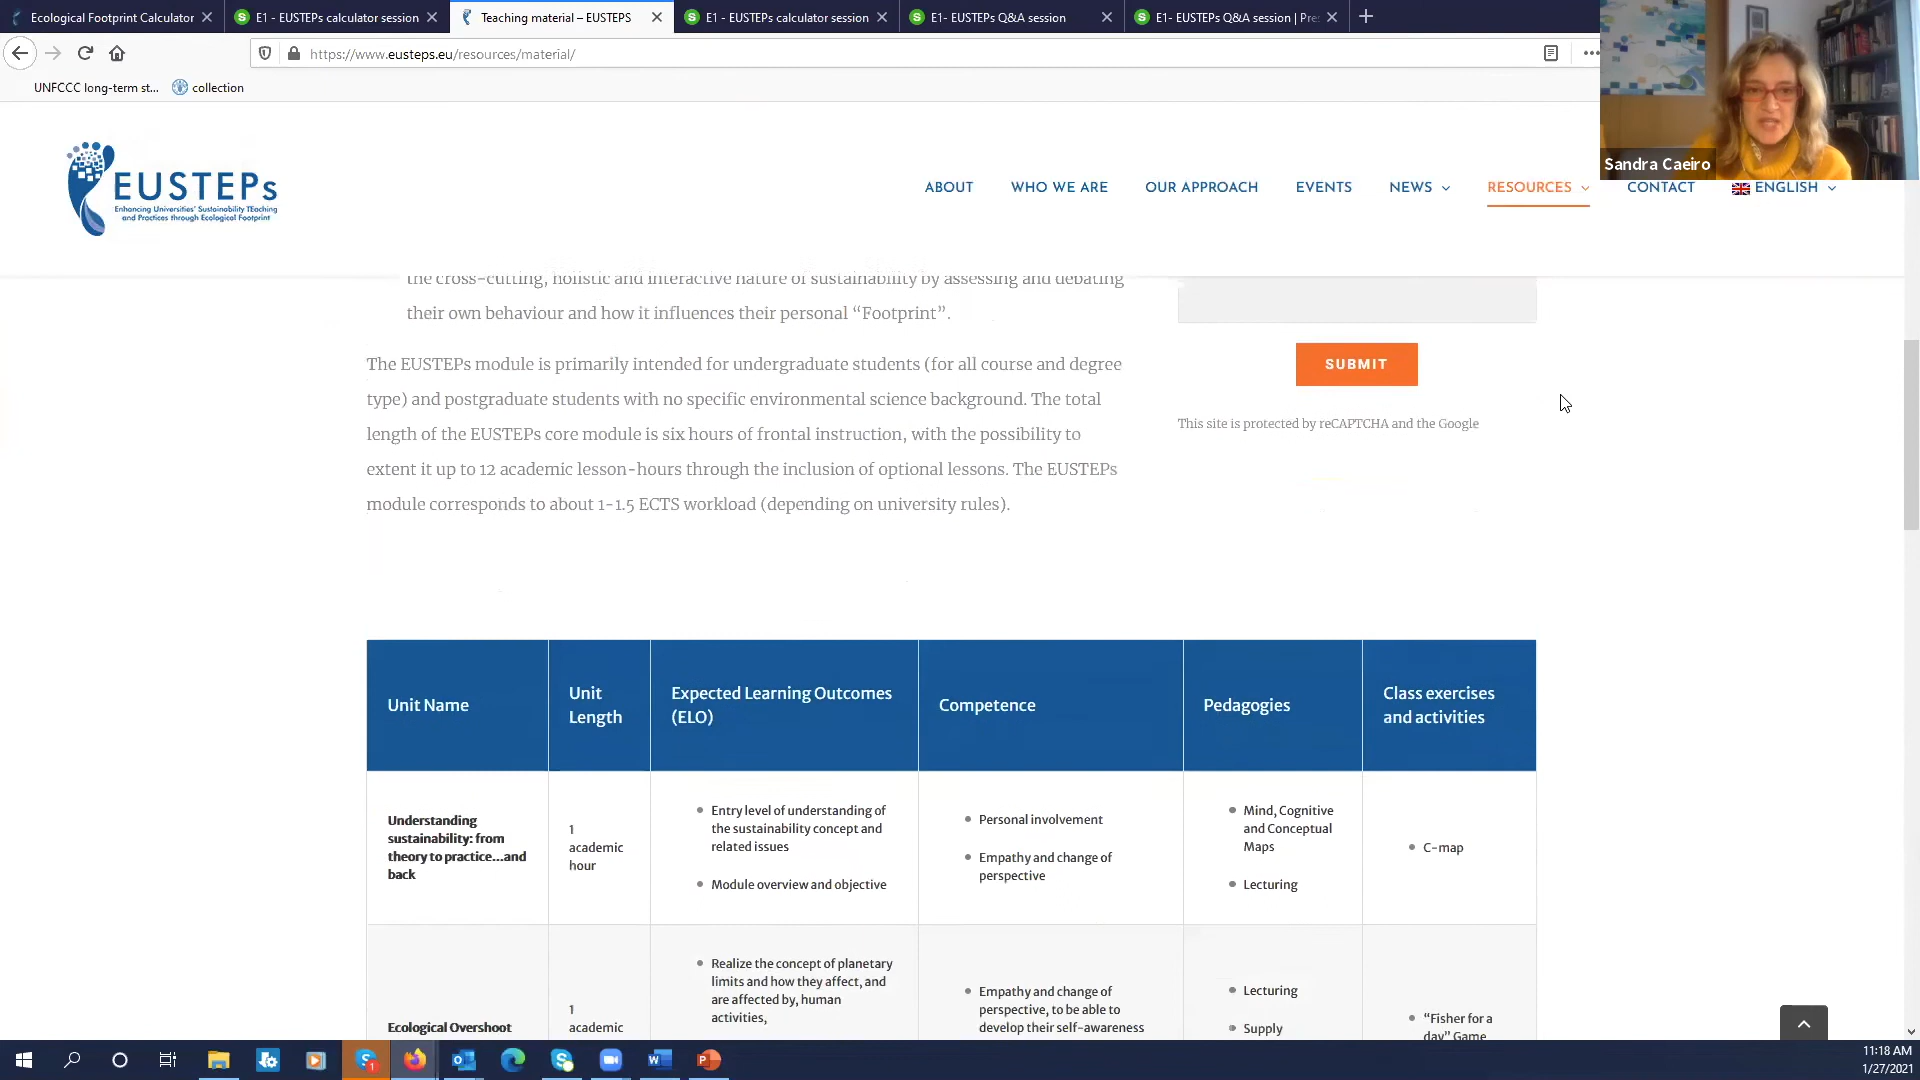 Ecological Footprint Calculator
E1 - EUSTEPs calculator session
Teaching material – EUSTEPS
E1 - EUSTEPs calculator session
E1- EUSTEPs Q&A session
E1- EUSTEPs Q&A session | Pre
https://www.eusteps.eu/resources/material/
UNFCCC long-term st...
collection
Sandra Caeiro
EUSTEPs
Enhancing Universities' Sustainability TEaching
and Practices through Ecological Footprint
ABOUT
WHO WE ARE
OUR APPROACH
EVENTS
NEWS
RESOURCES
CONTACT
ENGLISH
the cross-cutting, holistic and interactive nature of sustainability by assessing and debating
their own behaviour and how it influences their personal “Footprint”.
The EUSTEPs module is primarily intended for undergraduate students (for all course and degree
type) and postgraduate students with no specific environmental science background. The total
length of the EUSTEPs core module is six hours of frontal instruction, with the possibility to
extent it up to 12 academic lesson-hours through the inclusion of optional lessons. The EUSTEPs
module corresponds to about 1-1.5 ECTS workload (depending on university rules).
SUBMIT
This site is protected by reCAPTCHA and the Google
Unit Name
Unit
Length
Expected Learning Outcomes
(ELO)
Competence
Pedagogies
Class exercises
and activities
Understanding
sustainability: from
theory to practice...and
back
1
academic
hour
Entry level of understanding of
the sustainability concept and
related issues
Module overview and objective
Personal involvement
Empathy and change of
perspective
Mind, Cognitive
and Conceptual
Maps
Lecturing
C-map
Ecological Overshoot
1
academic
Realize the concept of planetary
limits and how they affect, and
are affected by, human
activities,
Empathy and change of
perspective, to be able to
develop their self-awareness
Lecturing
Supply
“Fisher for a
day” Game
11:18 AM
1/27/2021